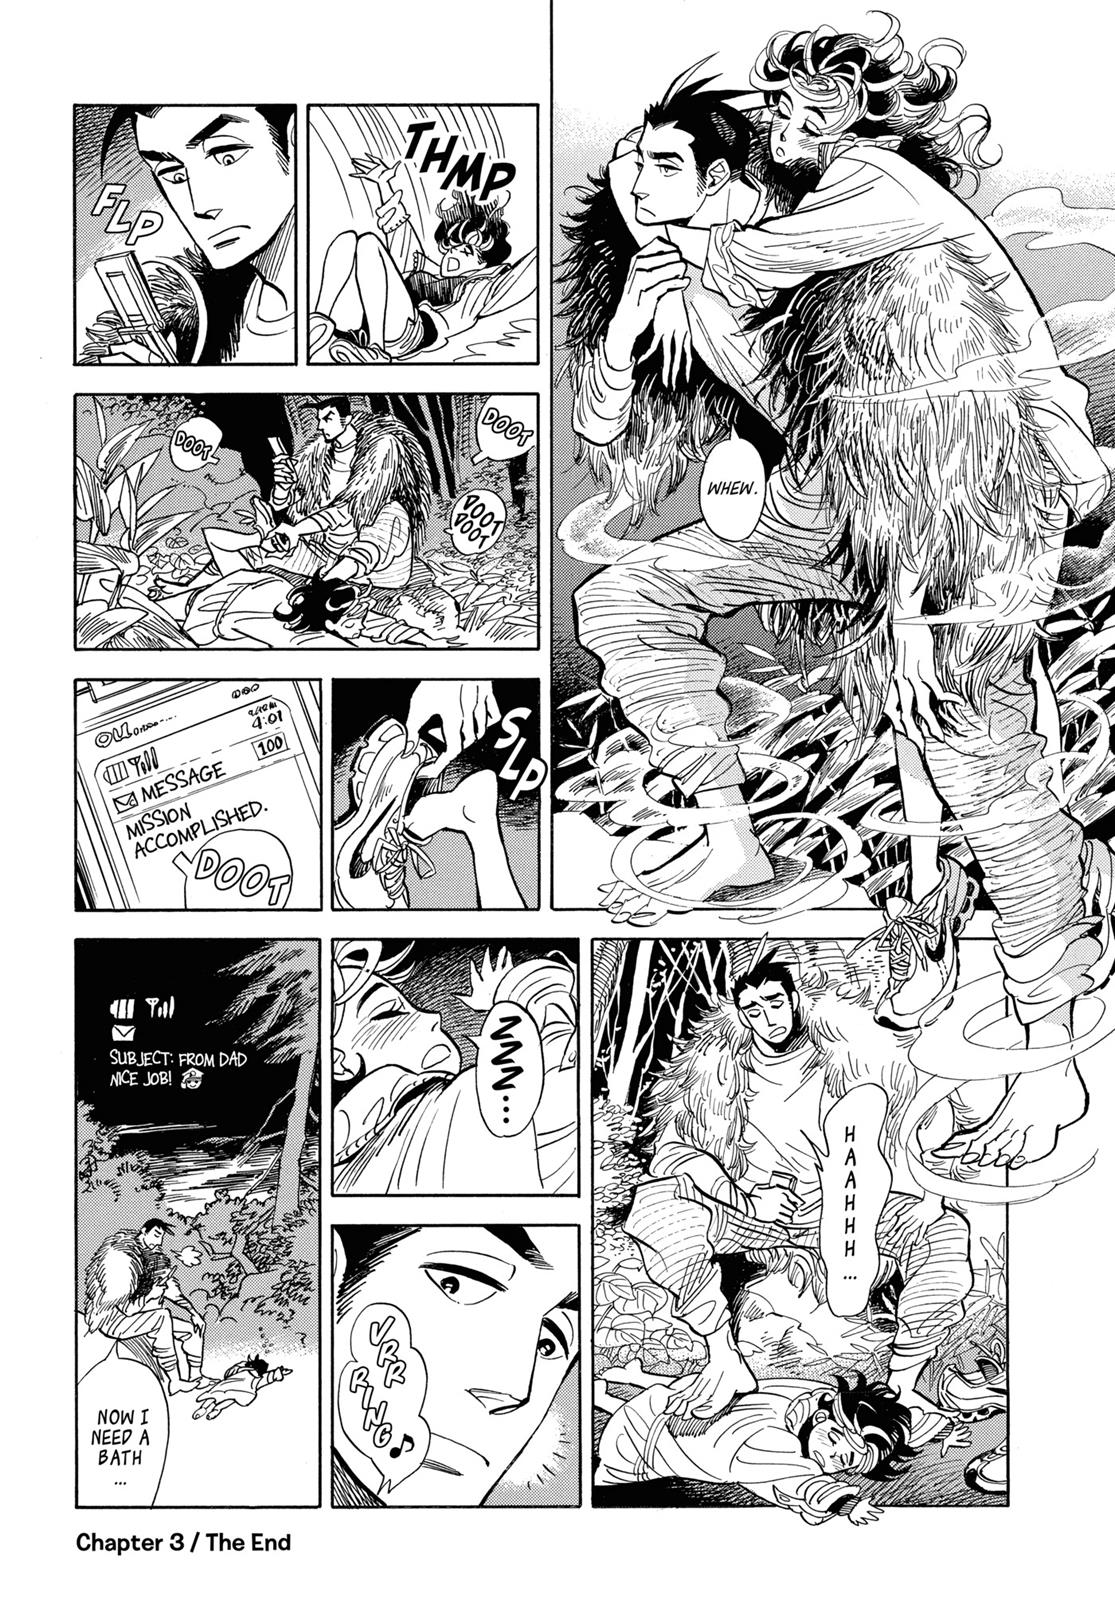 WHEW.
THMP
FLP
DOOT
DOOT
DOOT
DOOT
SLP
4:01
100
MESSAGE
MISSION
ACCOMPLISHED.
DOOT
HAAHHH
...
ZZZZ...
VRR
RING♪
SUBJECT: FROM DAD
NICE JOB!
NOW I
NEED A
BATH
...
Chapter 3 / The End